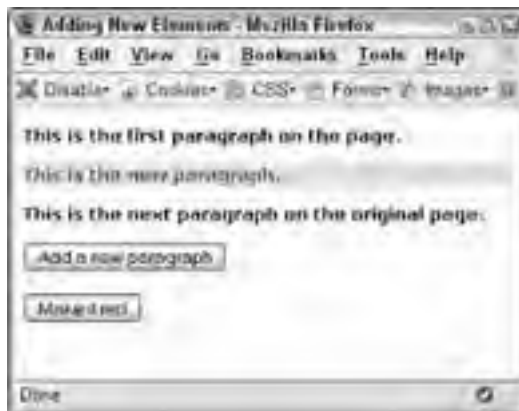 Adding New Elements - Mozilla Firefox
File Edit View Go Bookmarks Tools Help
Disable Cookies CSS Forms Images
This is the first paragraph on the page.
This is the new paragraph.
This is the next paragraph on the original page.
Add a new paragraph
Make it red
Done